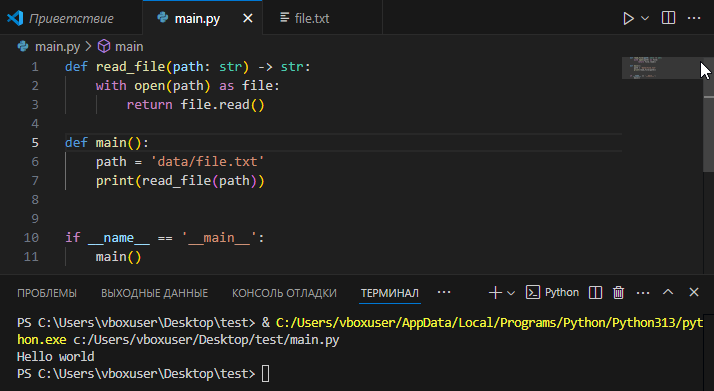 Приветствие main.py file.txt
main.py > main
1 def read_file(path: str) -> str:
2     with open(path) as file:
3         return file.read()
4
5 def main():
6     path = 'data/file.txt'
7     print(read_file(path))
8
9
10 if __name__ == '__main__':
11     main()
ПРОБЛЕМЫ ВЫХОДНЫЕ ДАННЫЕ КОНСОЛЬ ОТЛАДКИ ТЕРМИНАЛ ··· Python
PS C:\Users\vboxuser\Desktop\test> & C:/Users/vboxuser/AppData/Local/Programs/Python/Python313/pyt
hon.exe c:/Users/vboxuser/Desktop/test/main.py
Hello world
PS C:\Users\vboxuser\Desktop\test>